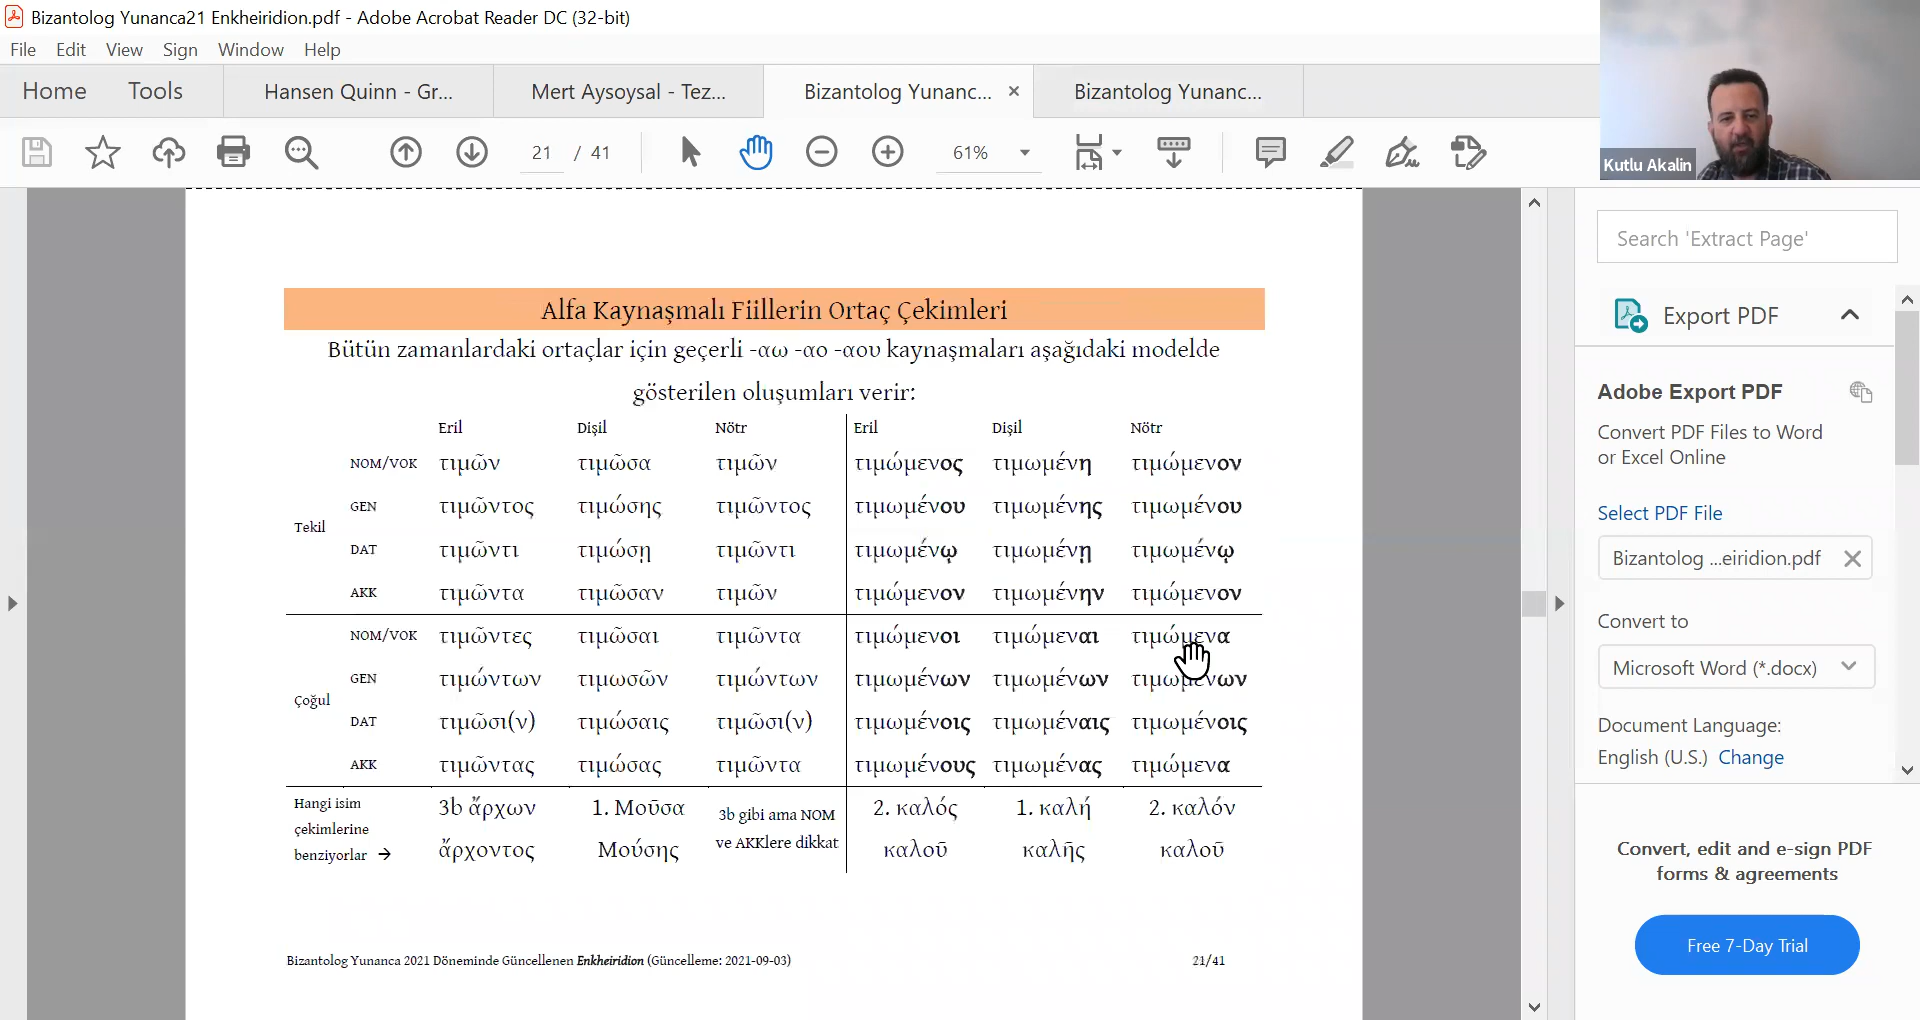 Bizantolog Yunanca21 Enkheiridion.pdf - Adobe Acrobat Reader DC (32-bit)
File Edit View Sign Window Help
Home Tools Hansen Quinn - Gr... Mert Aysoysal - Tez... Bizantolog Yunanc... × Bizantolog Yunanc...
21 / 41 61%
Kutlu Akalin
Alfa Kaynaşmalı Fiillerin Ortaç Çekimleri
Bütün zamanlardaki ortaçlar için geçerli -αω -αο -αου kaynaşmaları aşağıdaki modelde
gösterilen oluşumları verir:
Eril Dişil Nötr Eril Dişil Nötr
NOM/VOK τιμῶν τιμῶσα τιμῶν τιμώμενος τιμωμένη τιμώμενον
GEN τιμῶντος τιμώσης τιμῶντος τιμωμένου τιμωμένης τιμωμένου
Tekil
DAT τιμῶντι τιμώσῃ τιμῶντι τιμωμένῳ τιμωμένῃ τιμωμένῳ
AKK τιμῶντα τιμῶσαν τιμῶν τιμώμενον τιμωμένην τιμώμενον
NOM/VOK τιμῶντες τιμῶσαι τιμῶντα τιμώμενοι τιμώμεναι τιμώμενα
GEN τιμώντων τιμωσῶν τιμώντων τιμωμένων τιμωμένων τιμωμένων
Çoğul
DAT τιμῶσι(ν) τιμώσαις τιμῶσι(ν) τιμωμένοις τιμωμέναις τιμωμένοις
AKK τιμῶντας τιμώσας τιμῶντα τιμωμένους τιμωμένας τιμώμενα
Hangi isim
çekimlerine
benziyorlar →
3b ἄρχων
ἄρχοντος
1. Μοῦσα
Μούσης
3b gibi ama NOM
ve AKKlere dikkat
2. καλός
καλοῦ
1. καλή
καλῆς
2. καλόν
καλοῦ
Bizantolog Yunanca 2021 Döneminde Güncellenen Enkheiridion (Güncelleme: 2021-09-03) 21/41
Search 'Extract Page'
Export PDF
Adobe Export PDF
Convert PDF Files to Word
or Excel Online
Select PDF File
Bizantolog ...eiridion.pdf
Convert to
Microsoft Word (*.docx)
Document Language:
English (U.S.) Change
Convert, edit and e-sign PDF
forms & agreements
Free 7-Day Trial